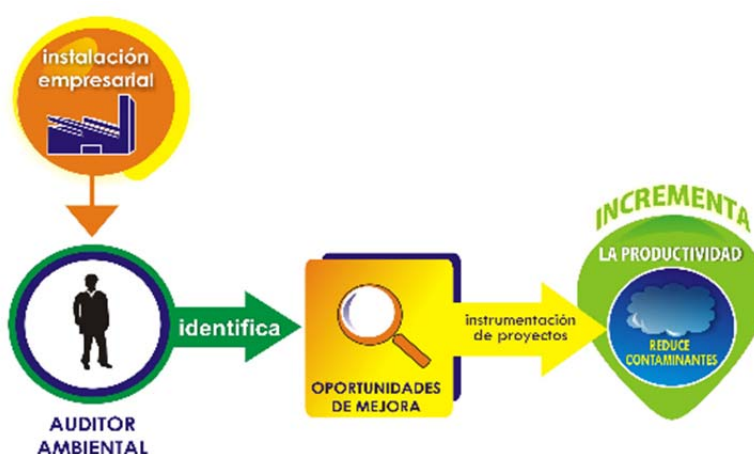 instalación
empresarial
AUDITOR
AMBIENTAL
identifica
OPORTUNIDADES
DE MEJORA
instrumentación
de proyectos
INCREMENTA
LA PRODUCTIVIDAD
REDUCE
CONTAMINANTES